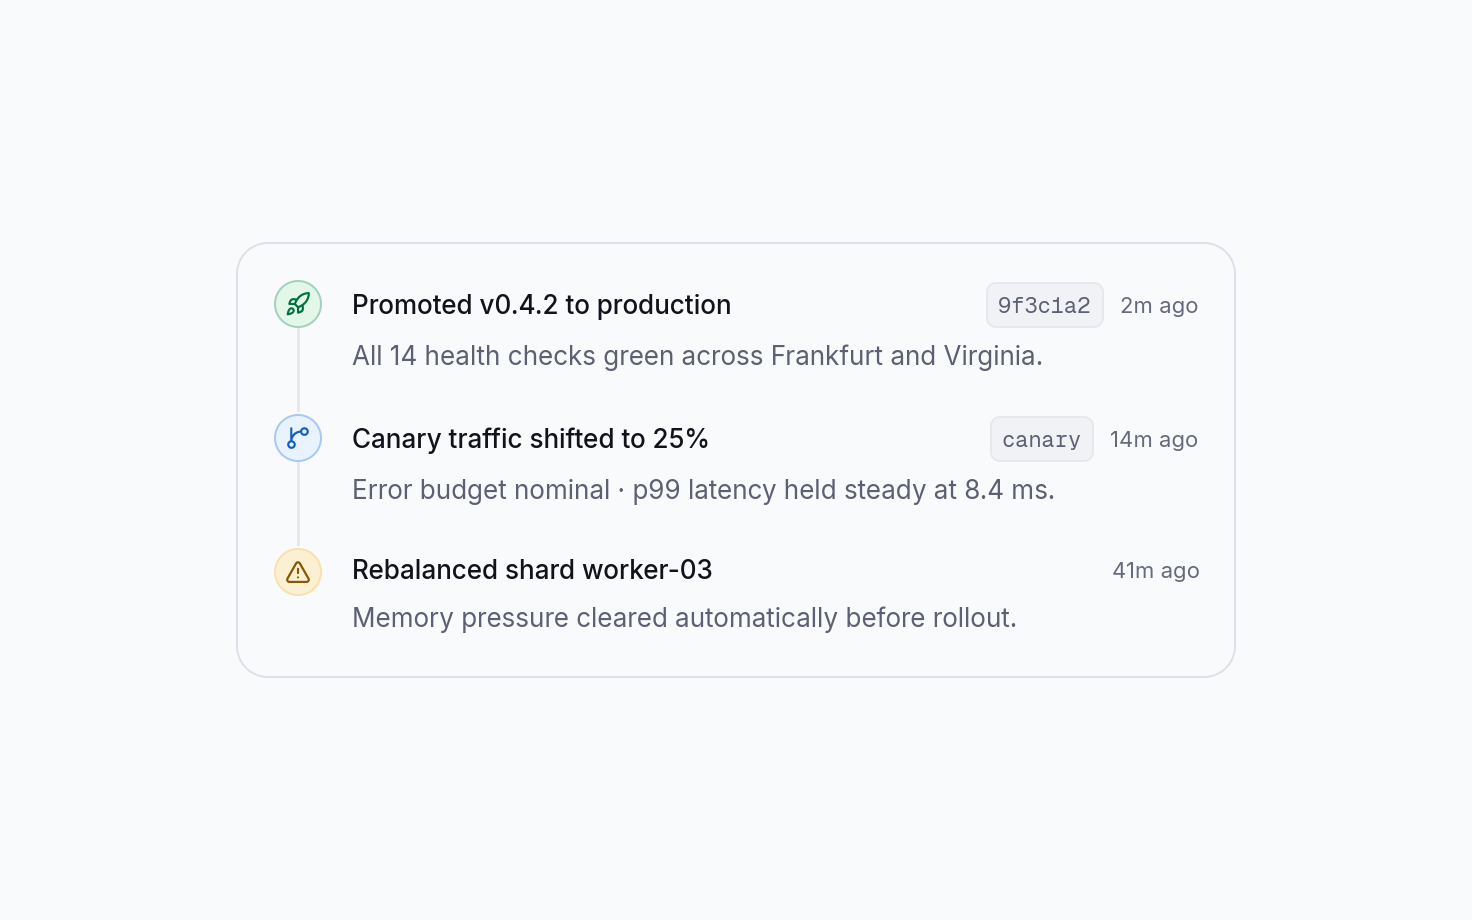 Promoted v0.4.2 to production 9f3c1a2 2m ago
All 14 health checks green across Frankfurt and Virginia.
Canary traffic shifted to 25% canary 14m ago
Error budget nominal · p99 latency held steady at 8.4 ms.
Rebalanced shard worker-03 41m ago
Memory pressure cleared automatically before rollout.